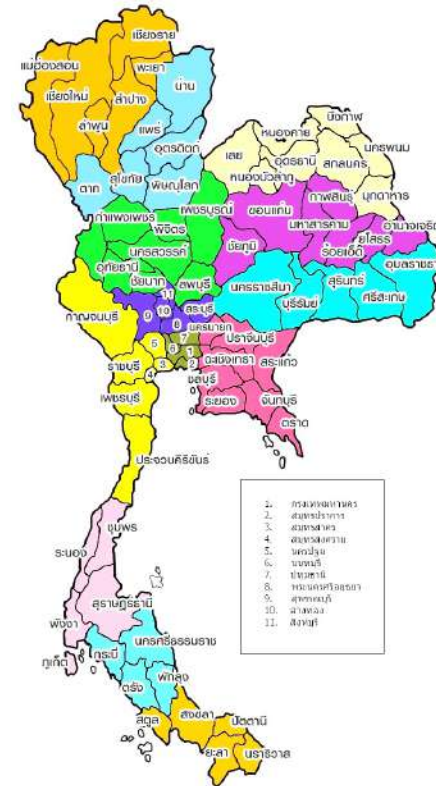 เชียงราย
แม่ฮ่องสอน
พะเยา
น่าน
เชียงใหม่
ลำปาง
ลำพูน
แพร่
อุตรดิตถ์
สุโขทัย
ตาก
พิษณุโลก
บึงกาฬ
หนองคาย
เลย
อุดรธานี
นครพนม
สกลนคร
หนองบัวลำภู
มุกดาหาร
เพชรบูรณ์
กำแพงเพชร
พิจิตร
กาฬสินธุ์
ขอนแก่น
มหาสารคาม
อำนาจเจริญ
ยโสธร
ร้อยเอ็ด
ชัยภูมิ
นครสวรรค์
อุทัยธานี
ชัยนาท
ลพบุรี
อุบลราชธานี
นครราชสีมา
สุรินทร์
บุรีรัมย์
ศรีสะเกษ
11
สระบุรี
9
10
8
กาญจนบุรี
นครนายก
7
ปราจีนบุรี
5
6
1
ฉะเชิงเทรา
สระแก้ว
ราชบุรี
3
2
4
ชลบุรี
เพชรบุรี
ระยอง
จันทบุรี
ตราด
ประจวบคีรีขันธ์
1. กรุงเทพมหานคร
2. สมุทรปราการ
3. สมุทรสาคร
4. สมุทรสงคราม
5. นครปฐม
6. นนทบุรี
7. ปทุมธานี
8. พระนครศรีอยุธยา
9. สุพรรณบุรี
10. อ่างทอง
11. สิงห์บุรี
ชุมพร
ระนอง
สุราษฎร์ธานี
พังงา
นครศรีธรรมราช
ภูเก็ต
กระบี่
ตรัง
พัทลุง
สตูล
สงขลา
ปัตตานี
ยะลา
นราธิวาส